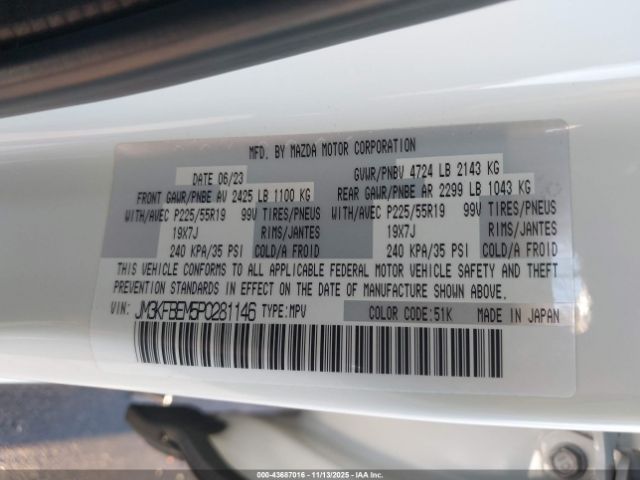 MFD. BY MAZDA MOTOR CORPORATION
DATE 06/23 GVWR/PNBV 4724 LB 2143 KG
FRONT GAWR/PNBE AV 2425 LB 1100 KG REAR GAWR/PNBE AR 2299 LB 1043 KG
WITH/AVEC P225/55R19 99V TIRES/PNEUS WITH/AVEC P225/55R19 99V TIRES/PNEUS
19X7J RIMS/JANTES 19X7J RIMS/JANTES
240 KPA/35 PSI COLD/A FROID 240 KPA/35 PSI COLD/A FROID
THIS VEHICLE CONFORMS TO ALL APPLICABLE FEDERAL MOTOR VEHICLE SAFETY AND THEFT
PREVENTION STANDARDS IN EFFECT ON THE DATE OF MANUFACTURE SHOWN ABOVE.
VIN: JM3KFBEM5P0281146 TYPE:MPV COLOR CODE:51K MADE IN JAPAN
000-43687016 - 11/13/2025 - IAAI.COM